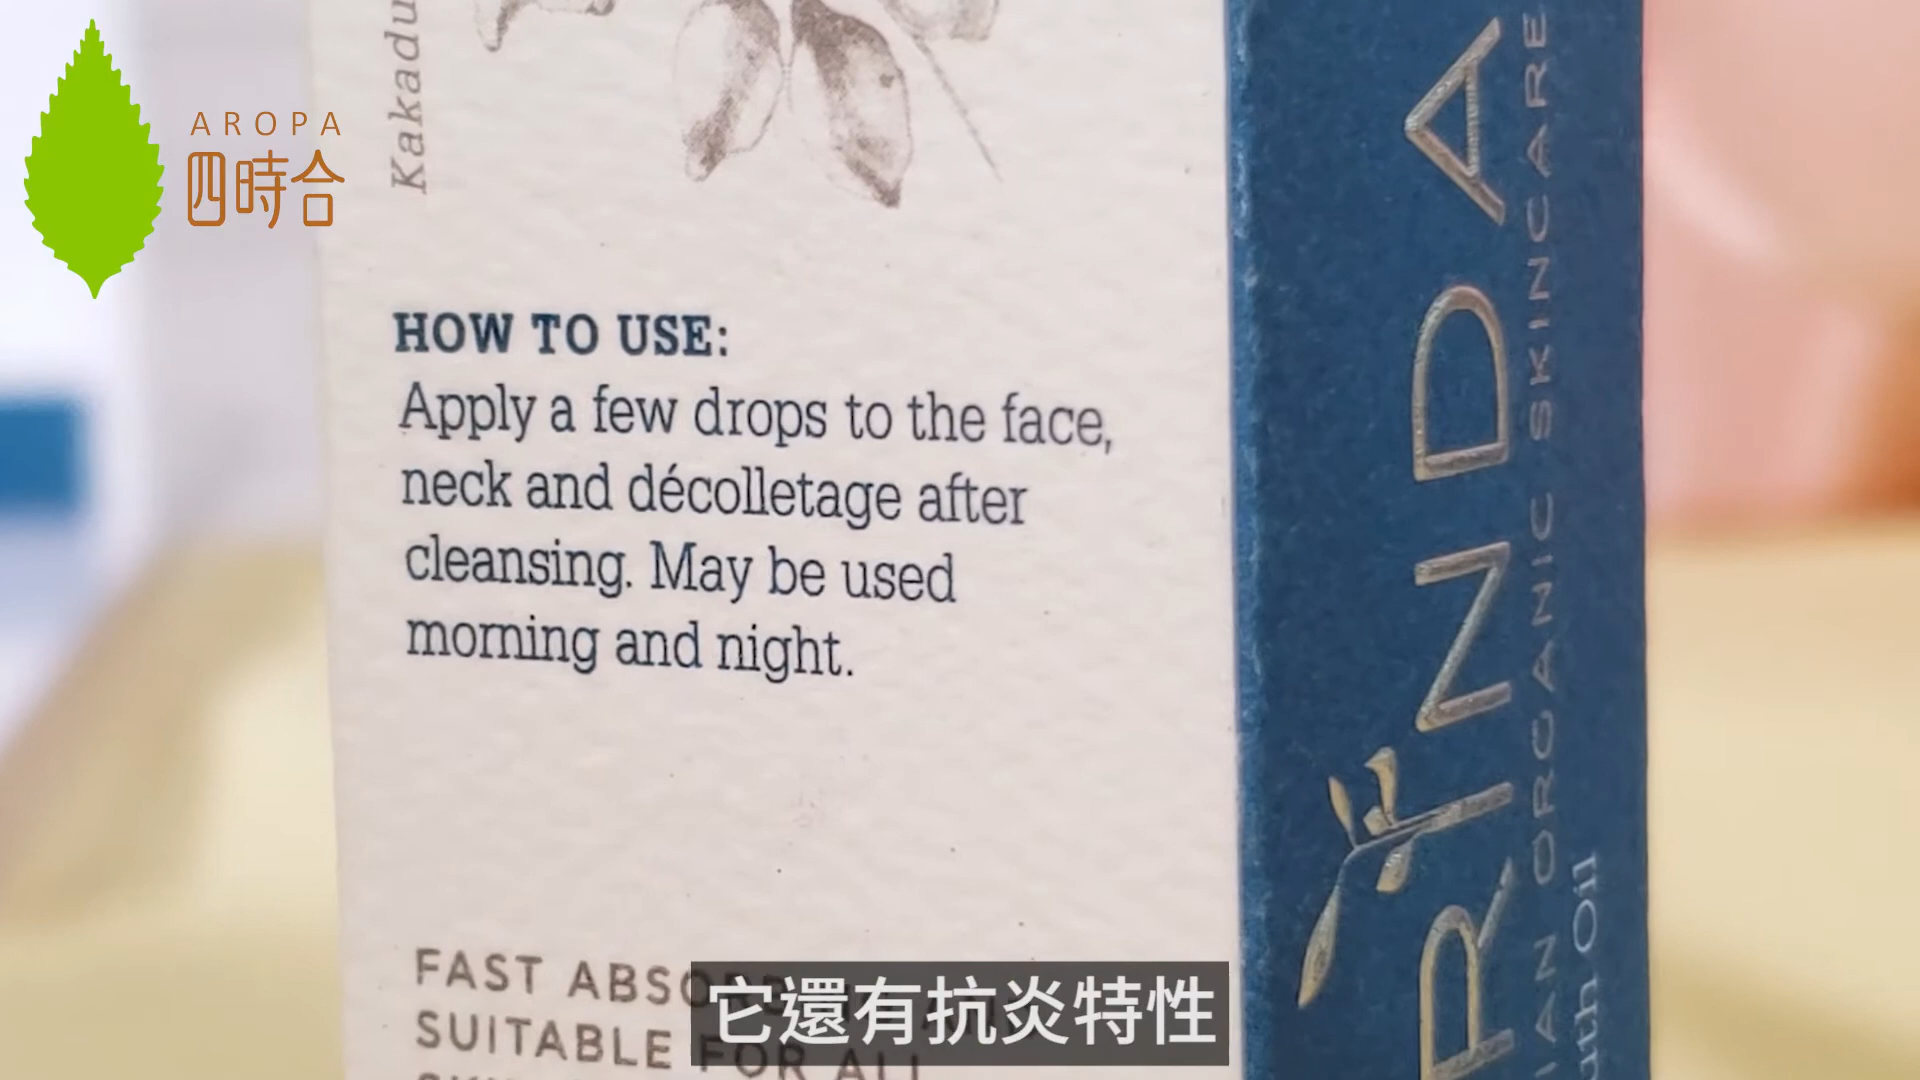 AROPA
四時合
Kakadu
HOW TO USE:
Apply a few drops to the face,
neck and décolletage after
cleansing. May be used
morning and night.
FAST
SUITABLE FOR ALL
RINDA
ORGANIC SKINCARE
Oil
它還有抗炎特性